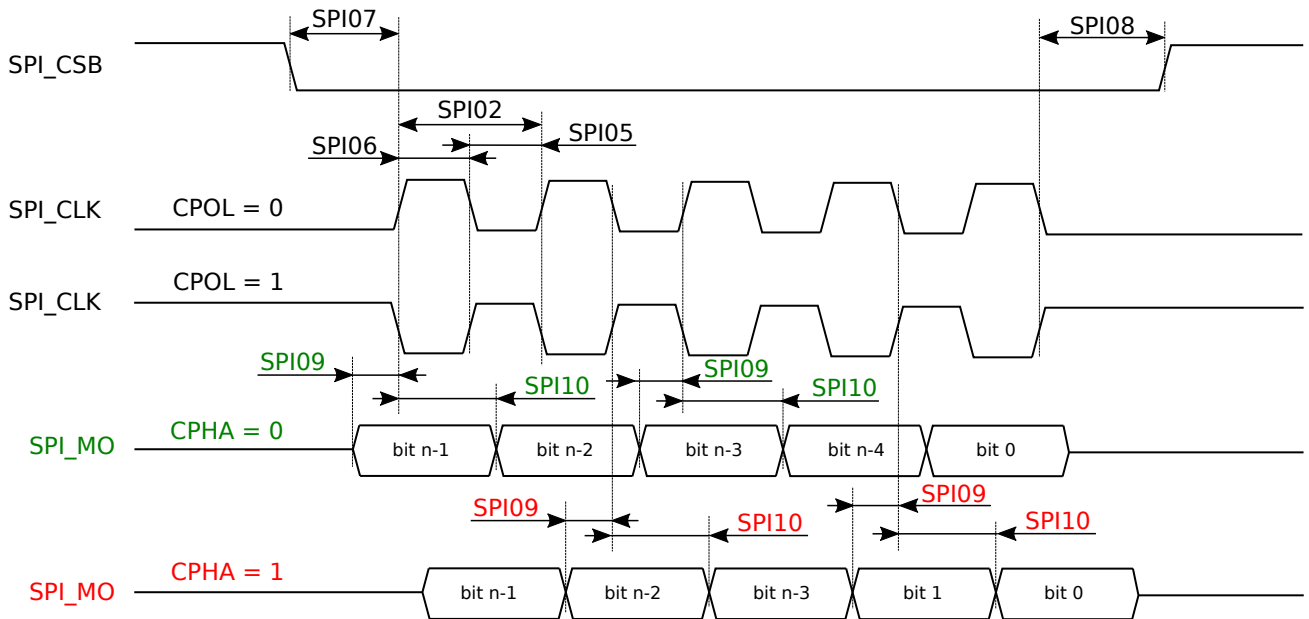 SPI07
SPI08
SPI_CSB
SPI02
SPI05
SPI06
SPI_CLK CPOL = 0
SPI_CLK CPOL = 1
SPI09 SPI09
SPI10 SPI10
SPI_MO CPHA = 0 bit n-1 bit n-2 bit n-3 bit n-4 bit 0
SPI09 SPI10 SPI09 SPI10
SPI_MO CPHA = 1 bit n-1 bit n-2 bit n-3 bit 1 bit 0